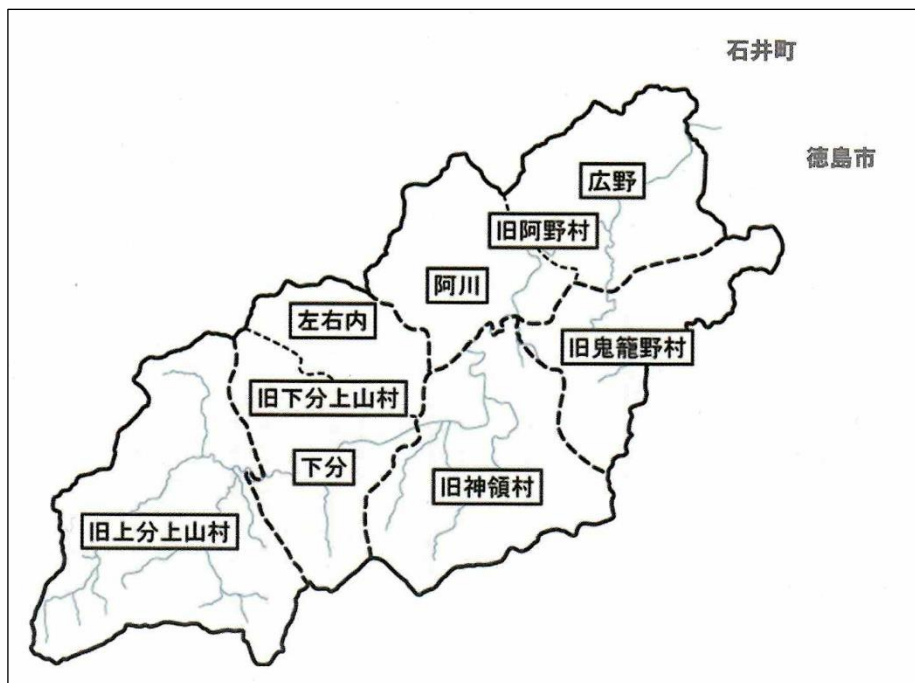 石井町
徳島市
広野
旧阿野村
阿川
左右内
旧鬼籠野村
旧下分上山村
下分
旧神領村
旧上分上山村